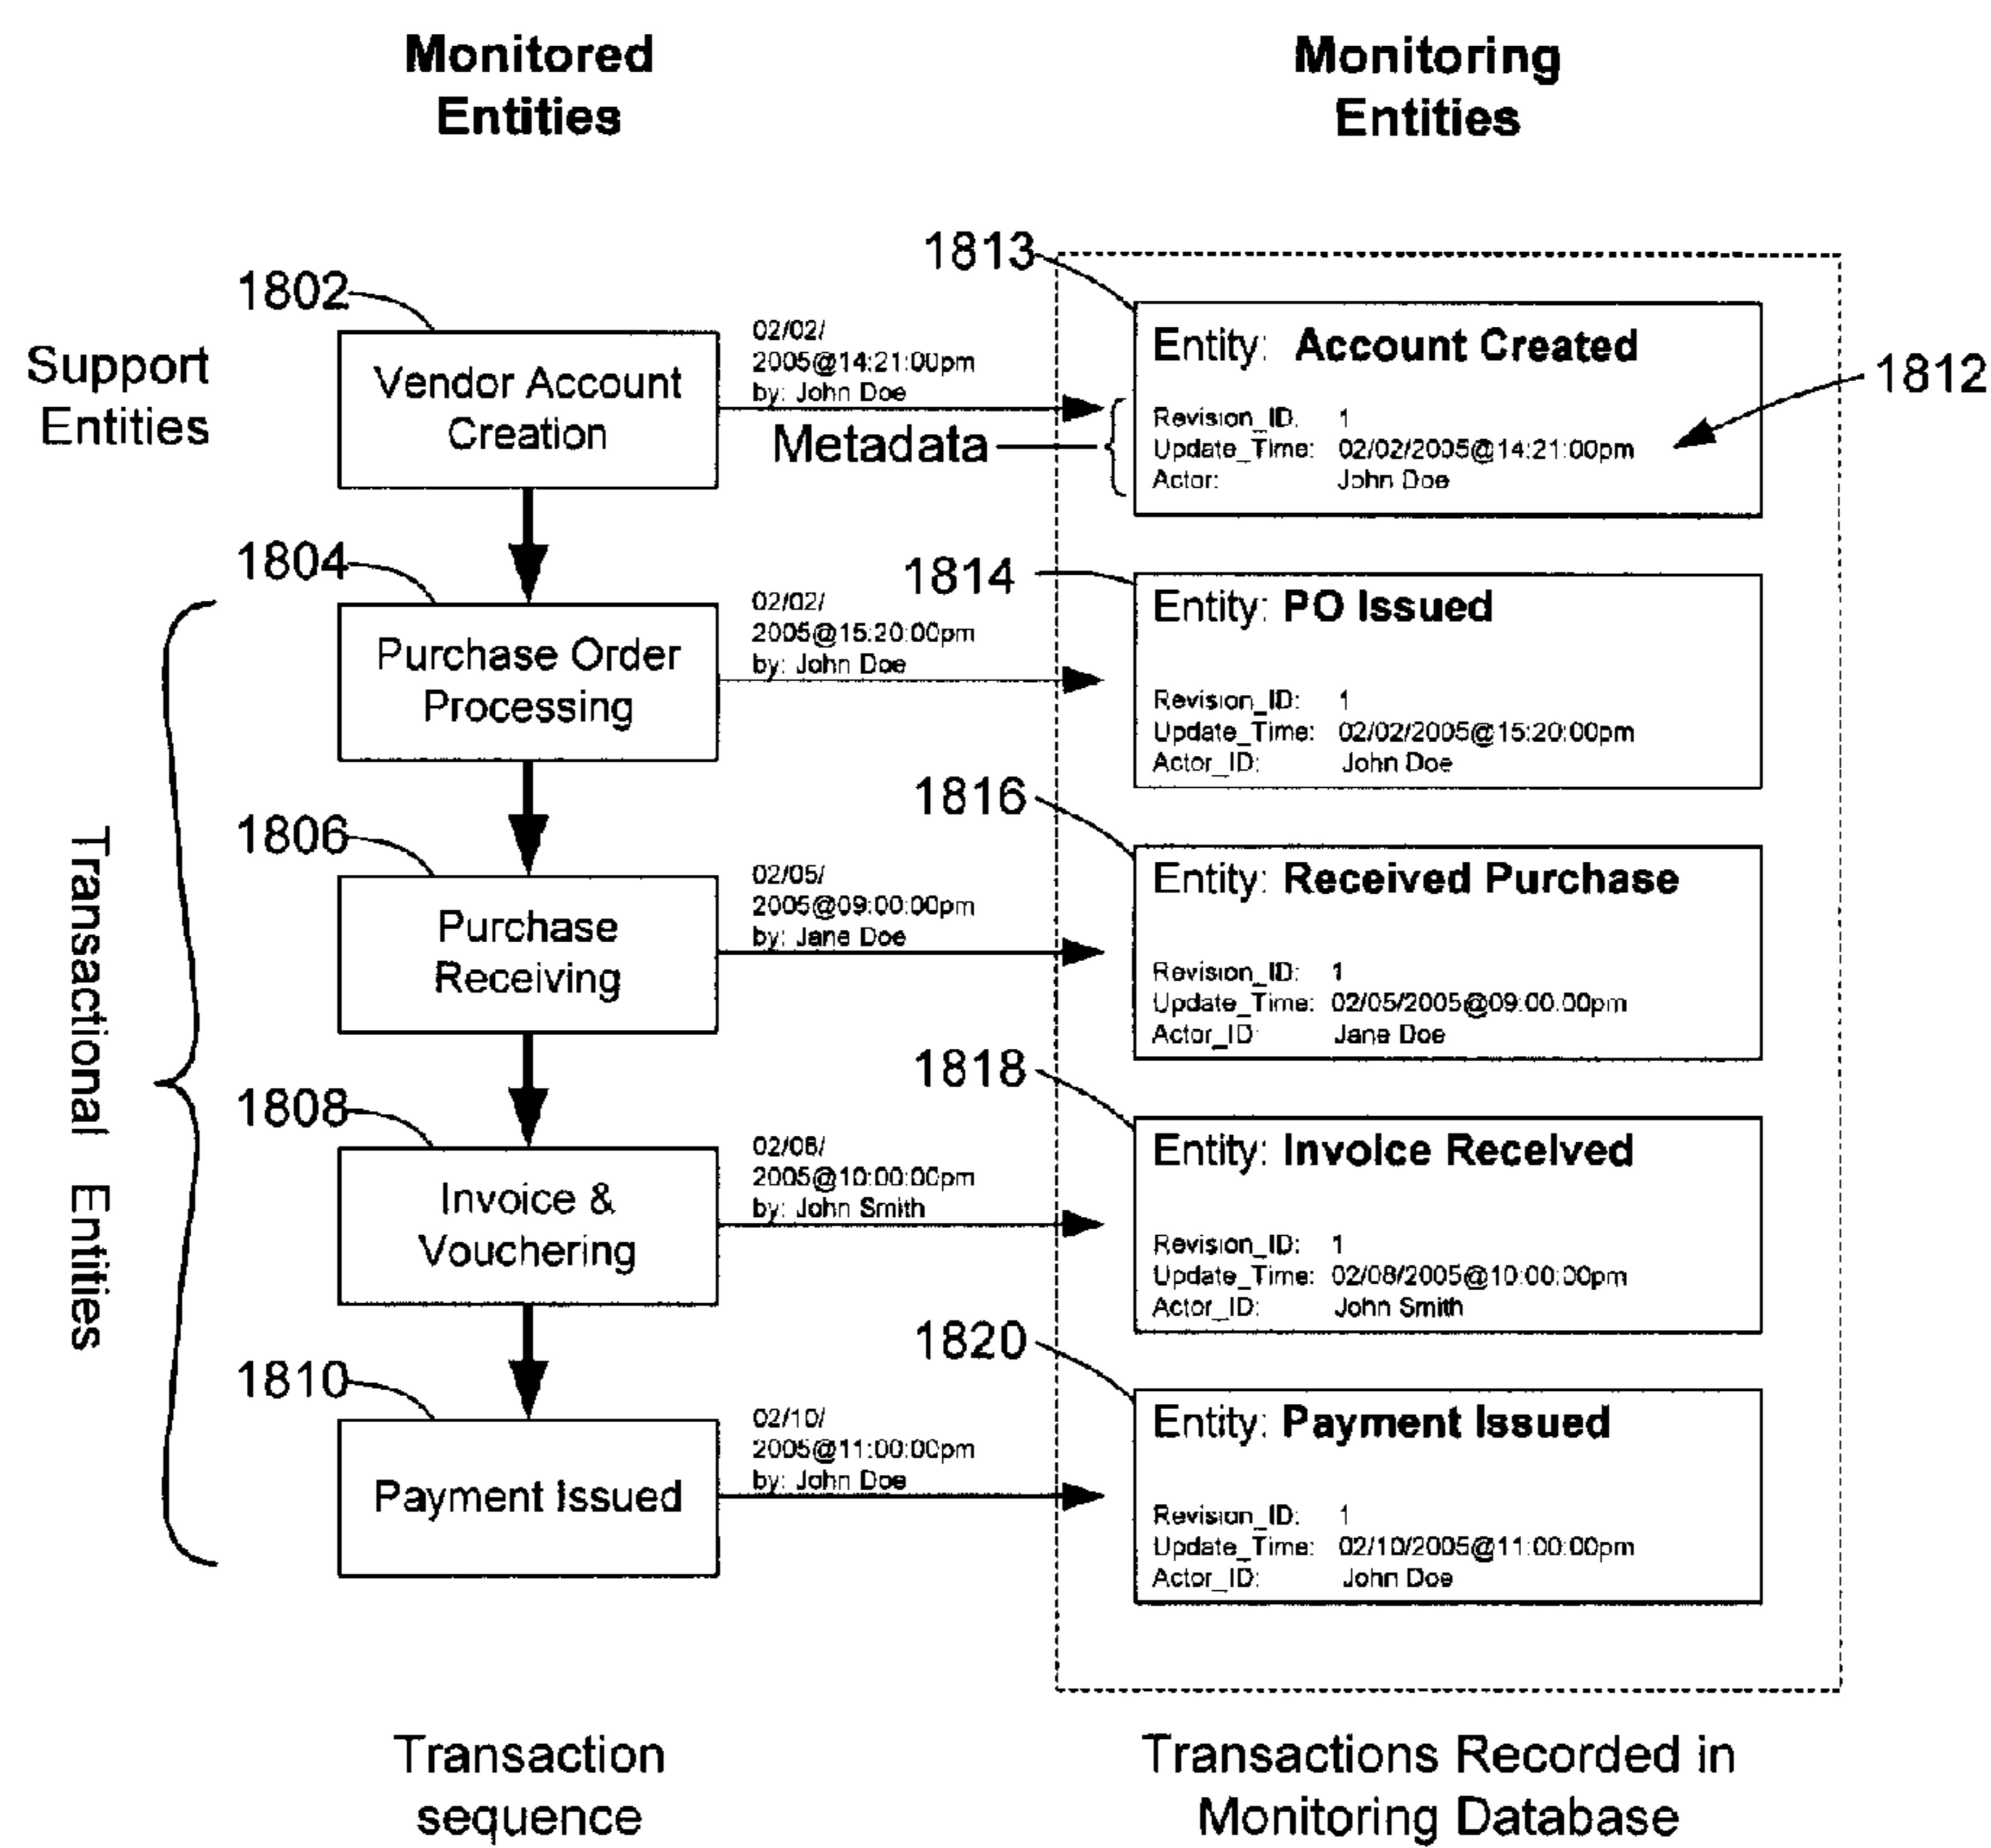 Monitored
Entities
Monitoring
Entities
1813
1802
Support
Entities
Vendor Account
Creation
02/02/
2005@14:21:00pm
by: John Doe
Metadata
Entity: Account Created
Revision_ID: 1
Update_Time: 02/02/2005@14:21:00pm
Actor: John Doe
1812
1804
Purchase Order
Processing
02/02/
2005@15:20:00pm
by: John Doe
1814
Entity: PO Issued
Revision_ID: 1
Update_Time: 02/02/2005@15:20:00pm
Actor_ID: John Doe
Transactional Entities
1806
Purchase
Receiving
02/05/
2005@09:00:00pm
by: Jane Doe
1816
Entity: Received Purchase
Revision_ID: 1
Update_Time: 02/05/2005@09:00:00pm
Actor_ID Jane Doe
1808
Invoice &
Vouchering
02/08/
2005@10:00:00pm
by: John Smith
1818
Entity: Invoice Received
Revision_ID: 1
Update_Time: 02/08/2005@10:00:00pm
Actor_ID: John Smith
1810
Payment Issued
02/10/
2005@11:00:00pm
by: John Doe
1820
Entity: Payment Issued
Revision_ID: 1
Update_Time: 02/10/2005@11:00:00pm
Actor_ID: John Doe
Transaction
sequence
Transactions Recorded in
Monitoring Database